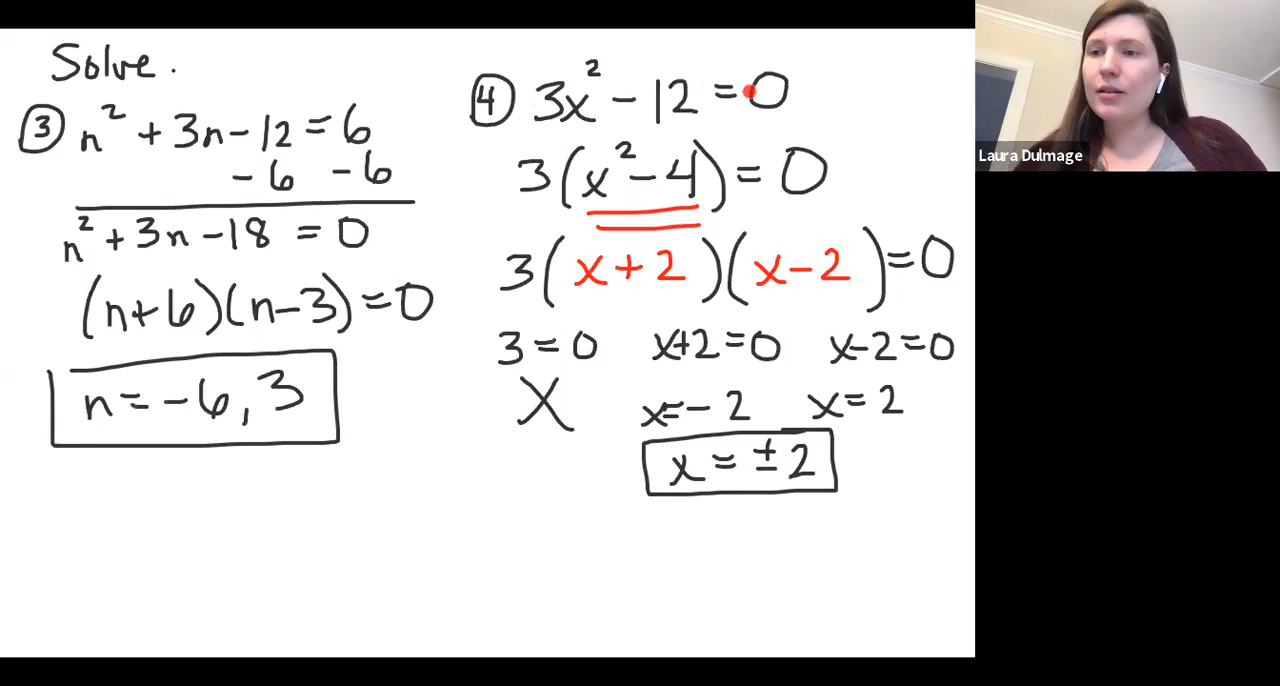 Solve.
③ n² + 3n - 12 = 6
- 6 - 6
n² + 3n - 18 = 0
(n+6)(n-3) = 0
n = -6, 3
④ 3x² - 12 = 0
3(x² - 4) = 0
3(x+2)(x-2) = 0
3 = 0 x+2 = 0 x-2 = 0
X x = -2 x = 2
x = ±2
Laura Dulmage